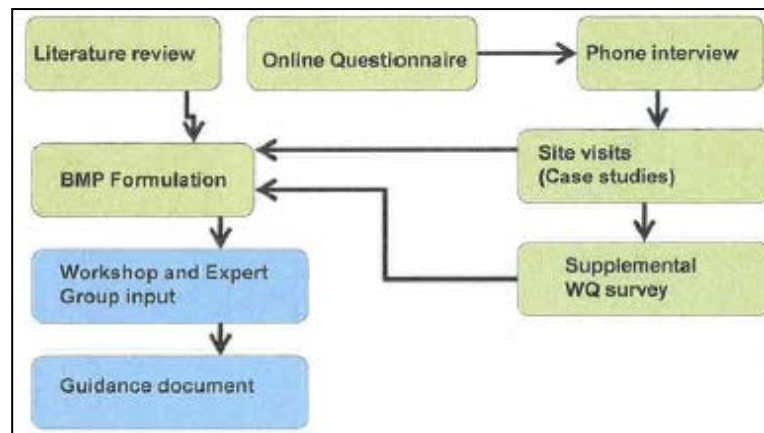 Literature review
Online Questionnaire
Phone interview
BMP Formulation
Site visits
(Case studies)
Workshop and Expert
Group input
Supplemental
WQ survey
Guidance document